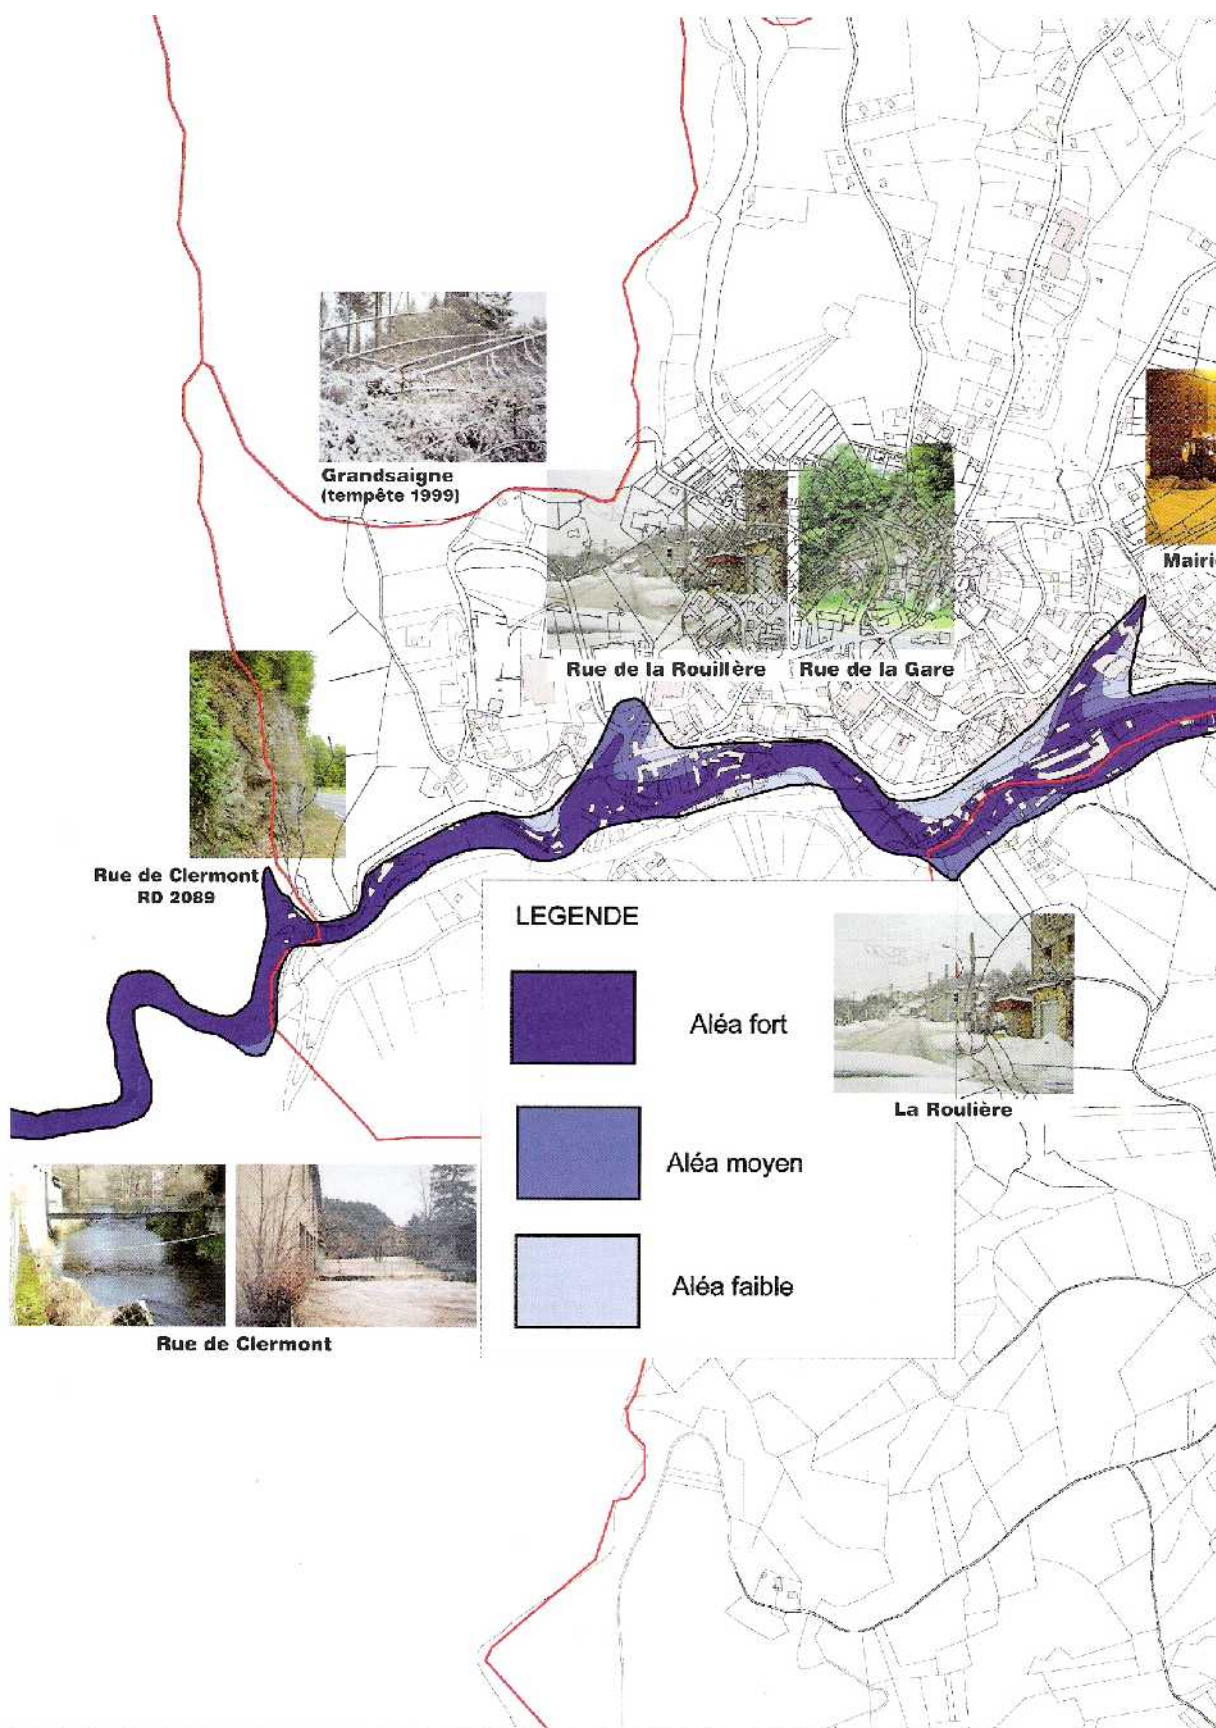 Grandsaigne
(tempête 1999)
Mairie
Rue de la Rouillère
Rue de la Gare
Rue de Clermont
RD 2089
LEGENDE
Aléa fort
La Roulière
Aléa moyen
Aléa faible
Rue de Clermont